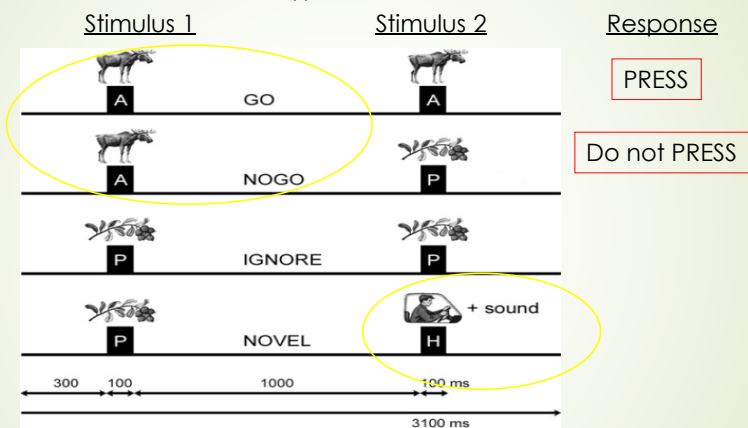 Stimulus 1 Stimulus 2 Response
A GO A PRESS
A NOGO P Do not PRESS
P IGNORE P
+ sound
P NOVEL H
300 100 1000 100 ms
3100 ms